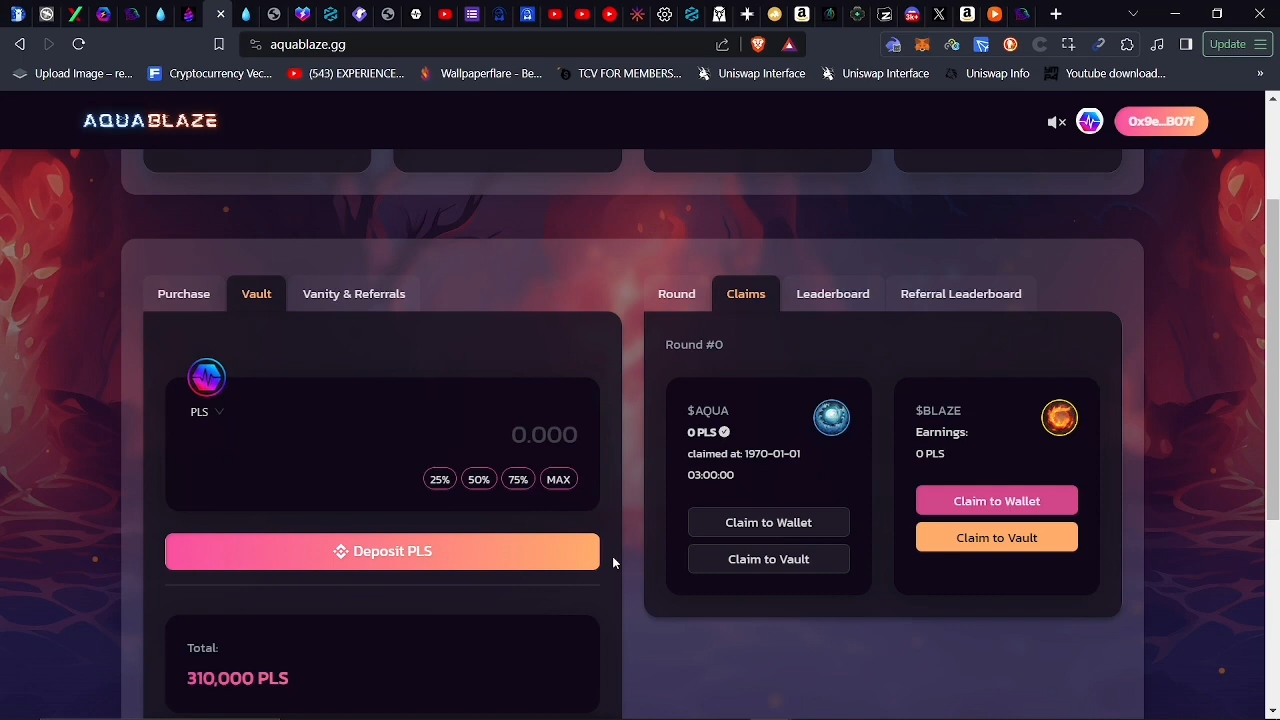 3K+
aquablaze.gg
Update
Upload Image – re...
Cryptocurrency Vec...
(543) EXPERIENCE...
Wallpaperflare - Be...
TCV FOR MEMBERS...
Uniswap Interface
Uniswap Interface
Uniswap Info
Youtube download...
»
AQUABLAZE
0x9e...B07f
Purchase
Vault
Vanity & Referrals
PLS
0.000
25%
50%
75%
MAX
Deposit PLS
Total:
310,000 PLS
Round
Claims
Leaderboard
Referral Leaderboard
Round #0
$AQUA
0 PLS
claimed at: 1970-01-01
03:00:00
Claim to Wallet
Claim to Vault
$BLAZE
Earnings:
0 PLS
Claim to Wallet
Claim to Vault